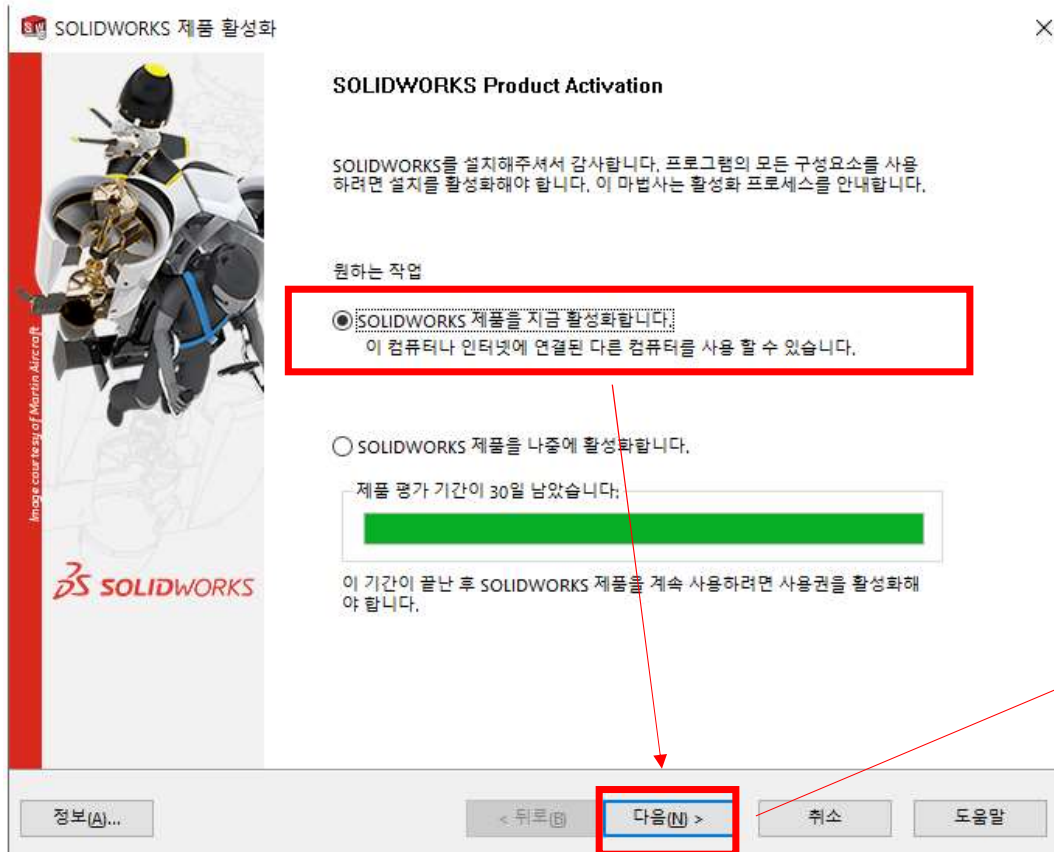 SOLIDWORKS 제품 활성화
SOLIDWORKS Product Activation
SOLIDWORKS를 설치해주셔서 감사합니다. 프로그램의 모든 구성요소를 사용
하려면 설치를 활성화해야 합니다. 이 마법사는 활성화 프로세스를 안내합니다.
원하는 작업
SOLIDWORKS 제품을 지금 활성화합니다.
이 컴퓨터나 인터넷에 연결된 다른 컴퓨터를 사용 할 수 있습니다.
SOLIDWORKS 제품을 나중에 활성화합니다.
제품 평가 기간이 30일 남았습니다:
이 기간이 끝난 후 SOLIDWORKS 제품을 계속 사용하려면 사용권을 활성화해
야 합니다.
Image courtesy of Martin Aircraft
3S SOLIDWORKS
정보(A)...
< 뒤로(B)
다음(N) >
취소
도움말